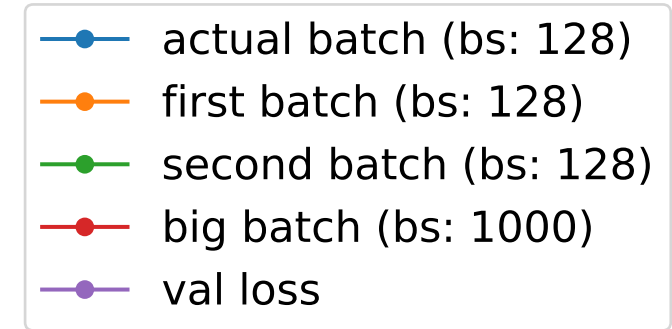 actual batch (bs: 128)
first batch (bs: 128)
second batch (bs: 128)
big batch (bs: 1000)
val loss